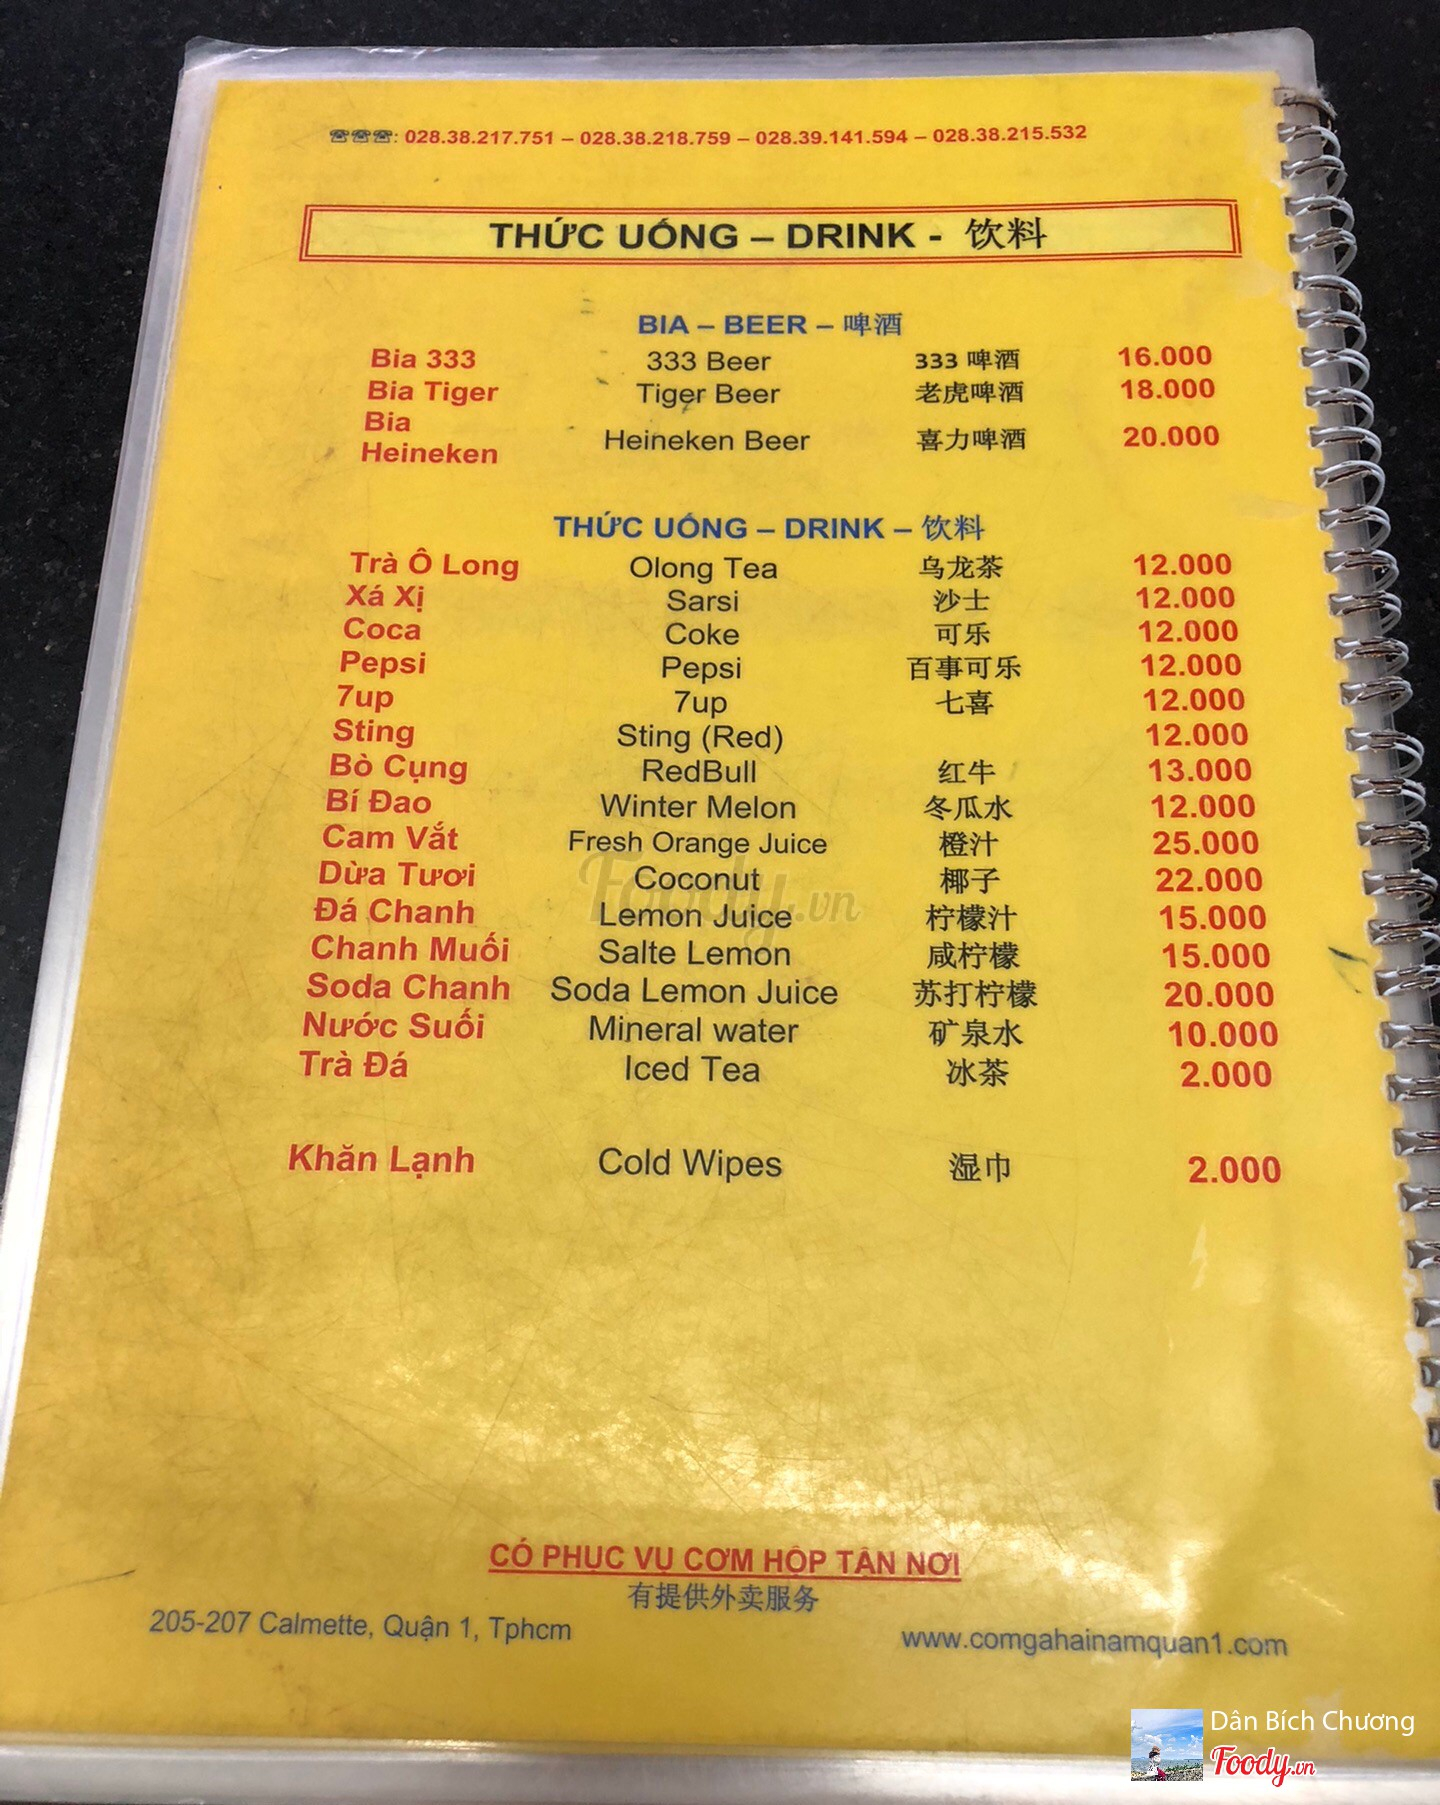 ☎☎☎: 028.38.217.751 – 028.38.218.759 – 028.39.141.594 – 028.38.215.532
THỨC UỐNG – DRINK - 饮料
BIA – BEER – 啤酒
Bia 333 333 Beer 333 啤酒 16.000
Bia Tiger Tiger Beer 老虎啤酒 18.000
Bia
Heineken Heineken Beer 喜力啤酒 20.000
THỨC UỐNG – DRINK – 饮料
Trà Ô Long Olong Tea 乌龙茶 12.000
Xá Xị Sarsi 沙士 12.000
Coca Coke 可乐 12.000
Pepsi Pepsi 百事可乐 12.000
7up 7up 七喜 12.000
Sting Sting (Red) 12.000
Bò Cụng RedBull 红牛 13.000
Bí Đao Winter Melon 冬瓜水 12.000
Cam Vắt Fresh Orange Juice 橙汁 25.000
Dừa Tươi Coconut 椰子 22.000
Đá Chanh Lemon Juice 柠檬汁 15.000
Chanh Muối Salte Lemon 咸柠檬 15.000
Soda Chanh Soda Lemon Juice 苏打柠檬 20.000
Nước Suối Mineral water 矿泉水 10.000
Trà Đá Iced Tea 冰茶 2.000
Khăn Lạnh Cold Wipes 湿巾 2.000
Foody.vn
CÓ PHỤC VỤ CƠM HỘP TẬN NƠI
有提供外卖服务
205-207 Calmette, Quận 1, Tphcm
www.comgahainamquan1.com
Dân Bích Chương
Foody.vn